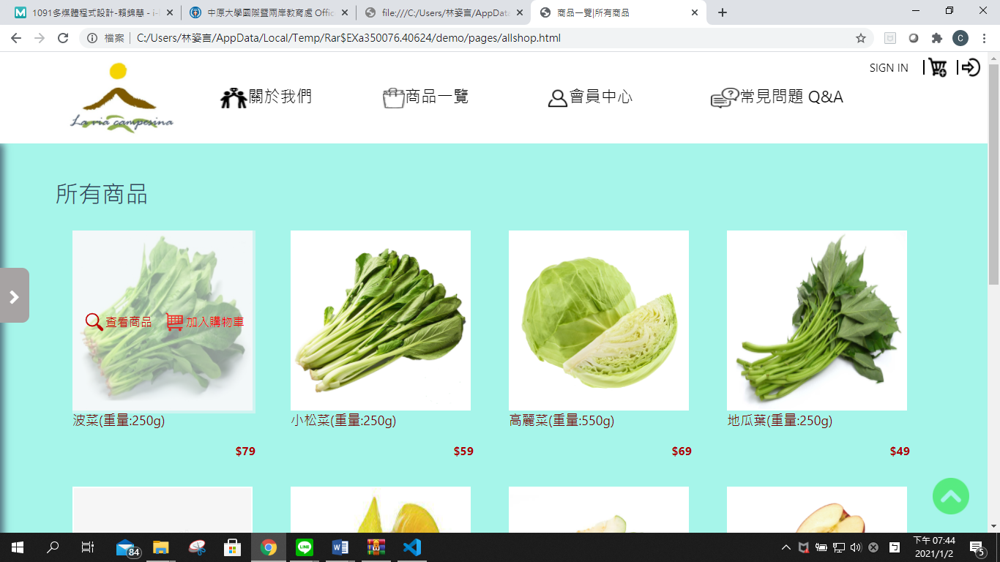 1091多媒體程式設計-賴錦慧 - i-l
中原大學國際暨兩岸教育處 Offic
file:///C:/Users/林姿言/AppData
商品一覽|所有商品
檔案 C:/Users/林姿言/AppData/Local/Temp/Rar$EXa350076.40624/demo/pages/allshop.html
C
SIGN IN
La via campesina
關於我們
商品一覽
會員中心
常見問題 Q&A
所有商品
查看商品 加入購物車
波菜(重量:250g)
$79
小松菜(重量:250g)
$59
高麗菜(重量:550g)
$69
地瓜葉(重量:250g)
$49
84
下午 07:44
2021/1/2
5